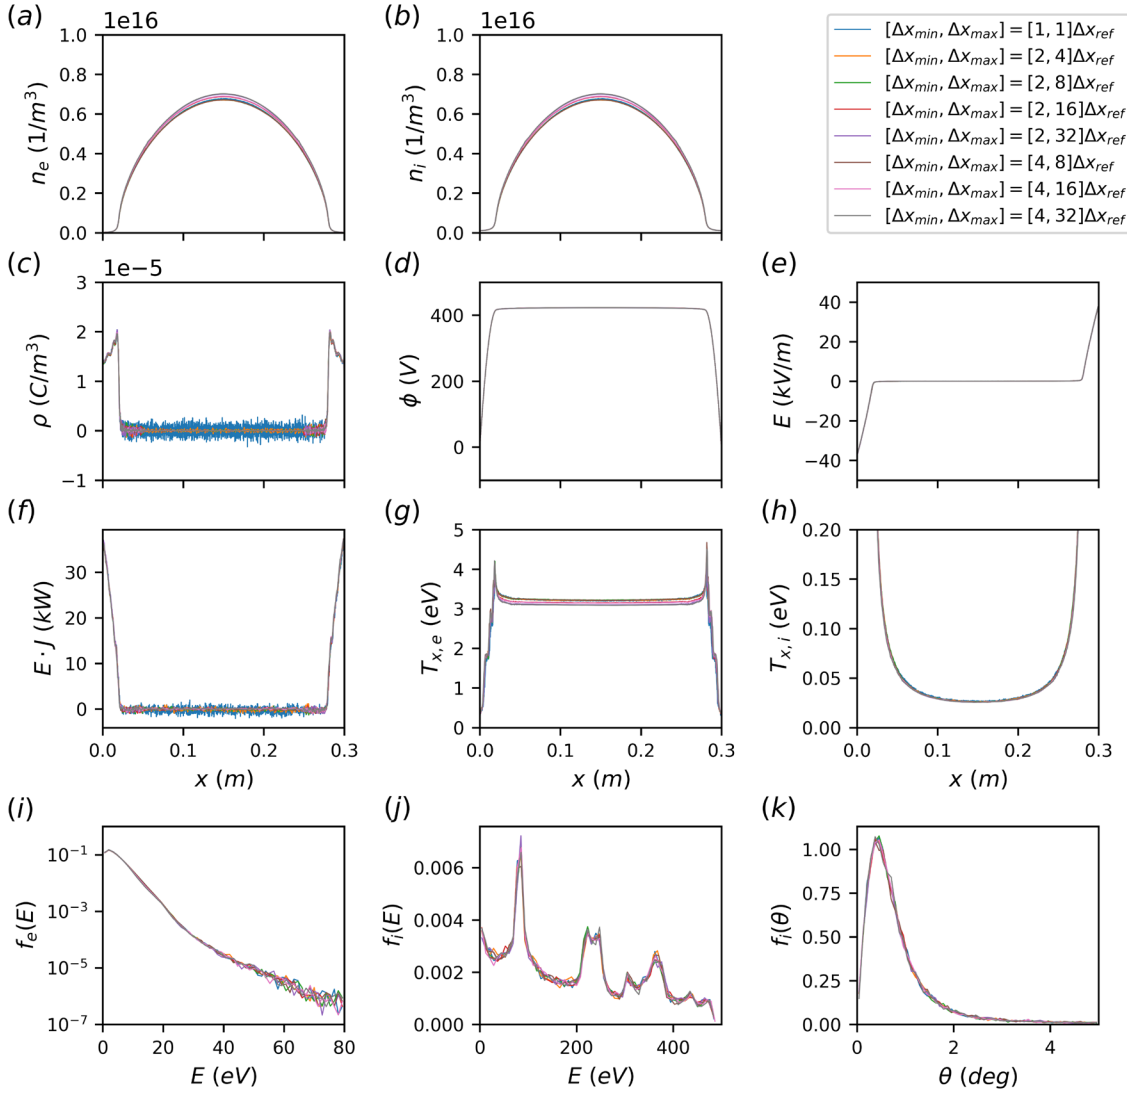 (a)
1e16
n_e (1/m³)
1.0
0.8
0.6
0.4
0.2
0.0
(b)
1e16
n_i (1/m³)
1.0
0.8
0.6
0.4
0.2
0.0
[Δx_min, Δx_max] = [1, 1]Δx_ref
[Δx_min, Δx_max] = [2, 4]Δx_ref
[Δx_min, Δx_max] = [2, 8]Δx_ref
[Δx_min, Δx_max] = [2, 16]Δx_ref
[Δx_min, Δx_max] = [2, 32]Δx_ref
[Δx_min, Δx_max] = [4, 8]Δx_ref
[Δx_min, Δx_max] = [4, 16]Δx_ref
[Δx_min, Δx_max] = [4, 32]Δx_ref
(c)
1e−5
ρ (C/m³)
3
2
1
0
−1
(d)
ϕ (V)
400
200
0
(e)
E (kV/m)
40
20
0
−20
−40
(f)
E · J (kW)
30
20
10
0
0.0 0.1 0.2 0.3
x (m)
(g)
T_x,e (eV)
5
4
3
2
1
0
0.0 0.1 0.2 0.3
x (m)
(h)
T_x,i (eV)
0.20
0.15
0.10
0.05
0.00
0.0 0.1 0.2 0.3
x (m)
(i)
f_e(E)
10⁻¹
10⁻³
10⁻⁵
10⁻⁷
0 20 40 60 80
E (eV)
(j)
f_i(E)
0.006
0.004
0.002
0.000
0 200 400
E (eV)
(k)
f_i(θ)
1.00
0.75
0.50
0.25
0.00
0 2 4
θ (deg)